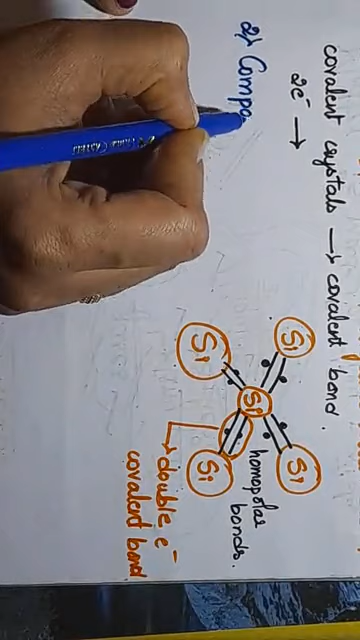 covalent crystals → covalent bond.
2e⁻ →
2) Compo
Si
Si
Si
Si
Si
homopolar
bonds.
double e⁻
covalent bond